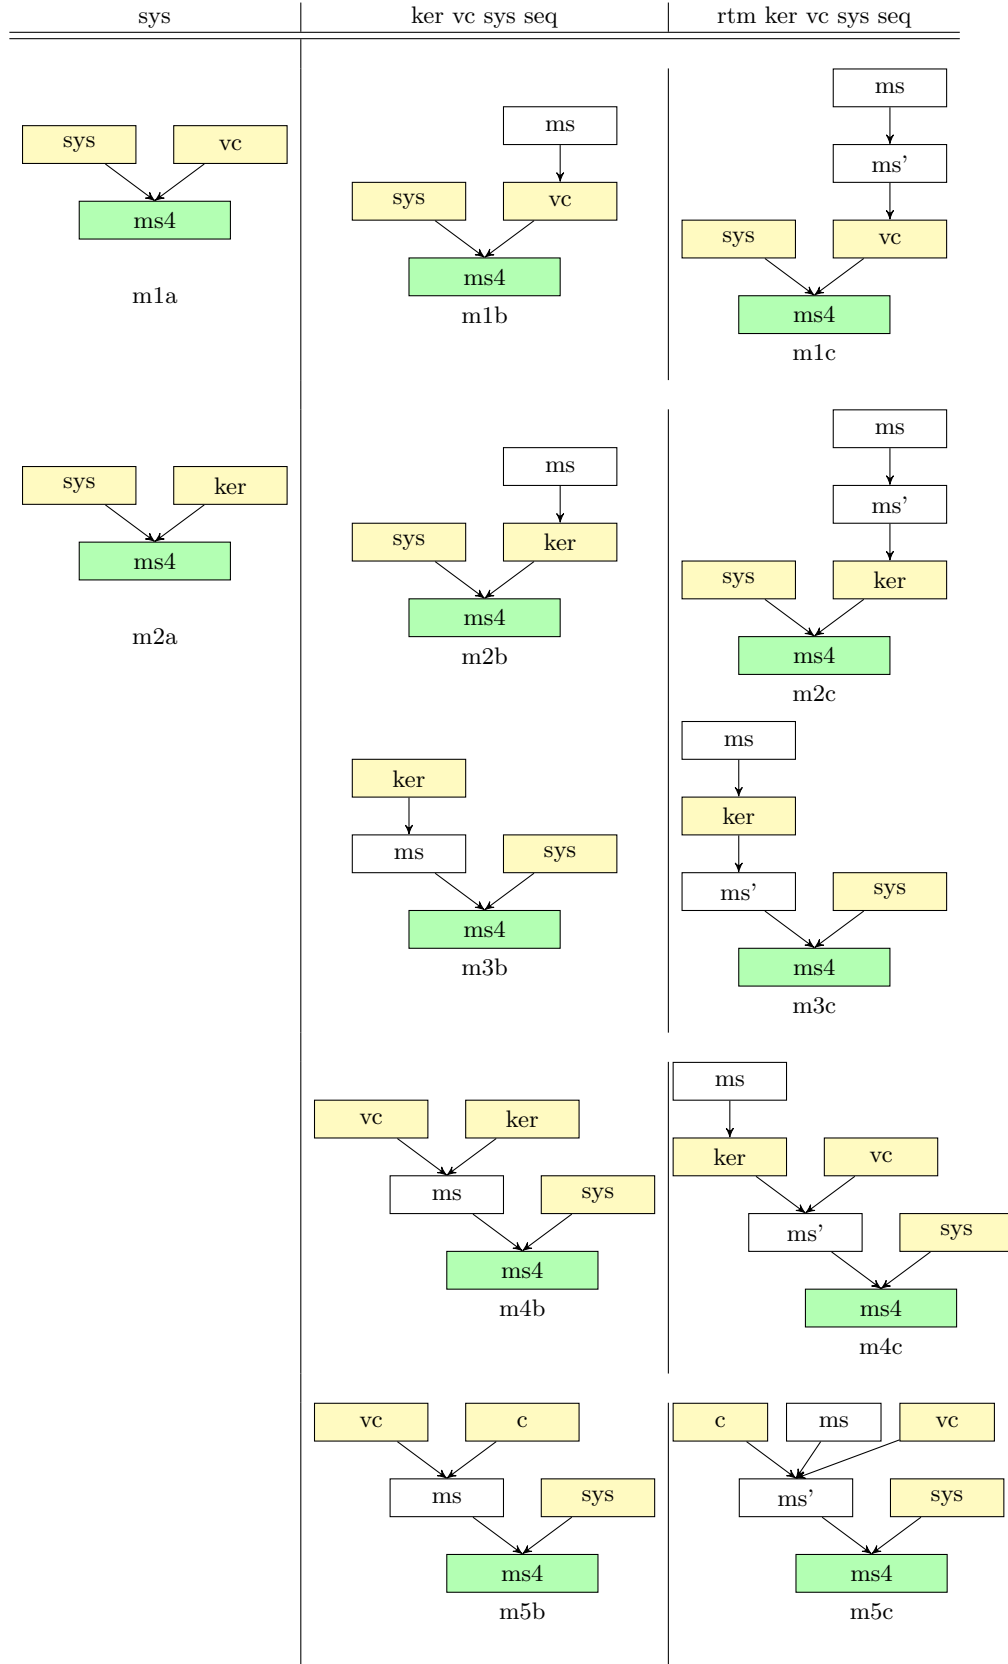 sys ker vc sys seq rtm ker vc sys seq
ms
ms
sys vc ms'
sys vc
ms4 sys vc
ms4
m1a m1b ms4
m1c
ms
ms
sys ker ms'
sys ker
ms4 sys ker
ms4
m2a m2b ms4
m2c
ms
ker
ker
ms sys
ms' sys
ms4
ms4
m3b
m3c
ms
vc ker
ker vc
ms sys
ms' sys
ms4
ms4
m4b
m4c
vc c c ms vc
ms sys ms' sys
ms4 ms4
m5b m5c